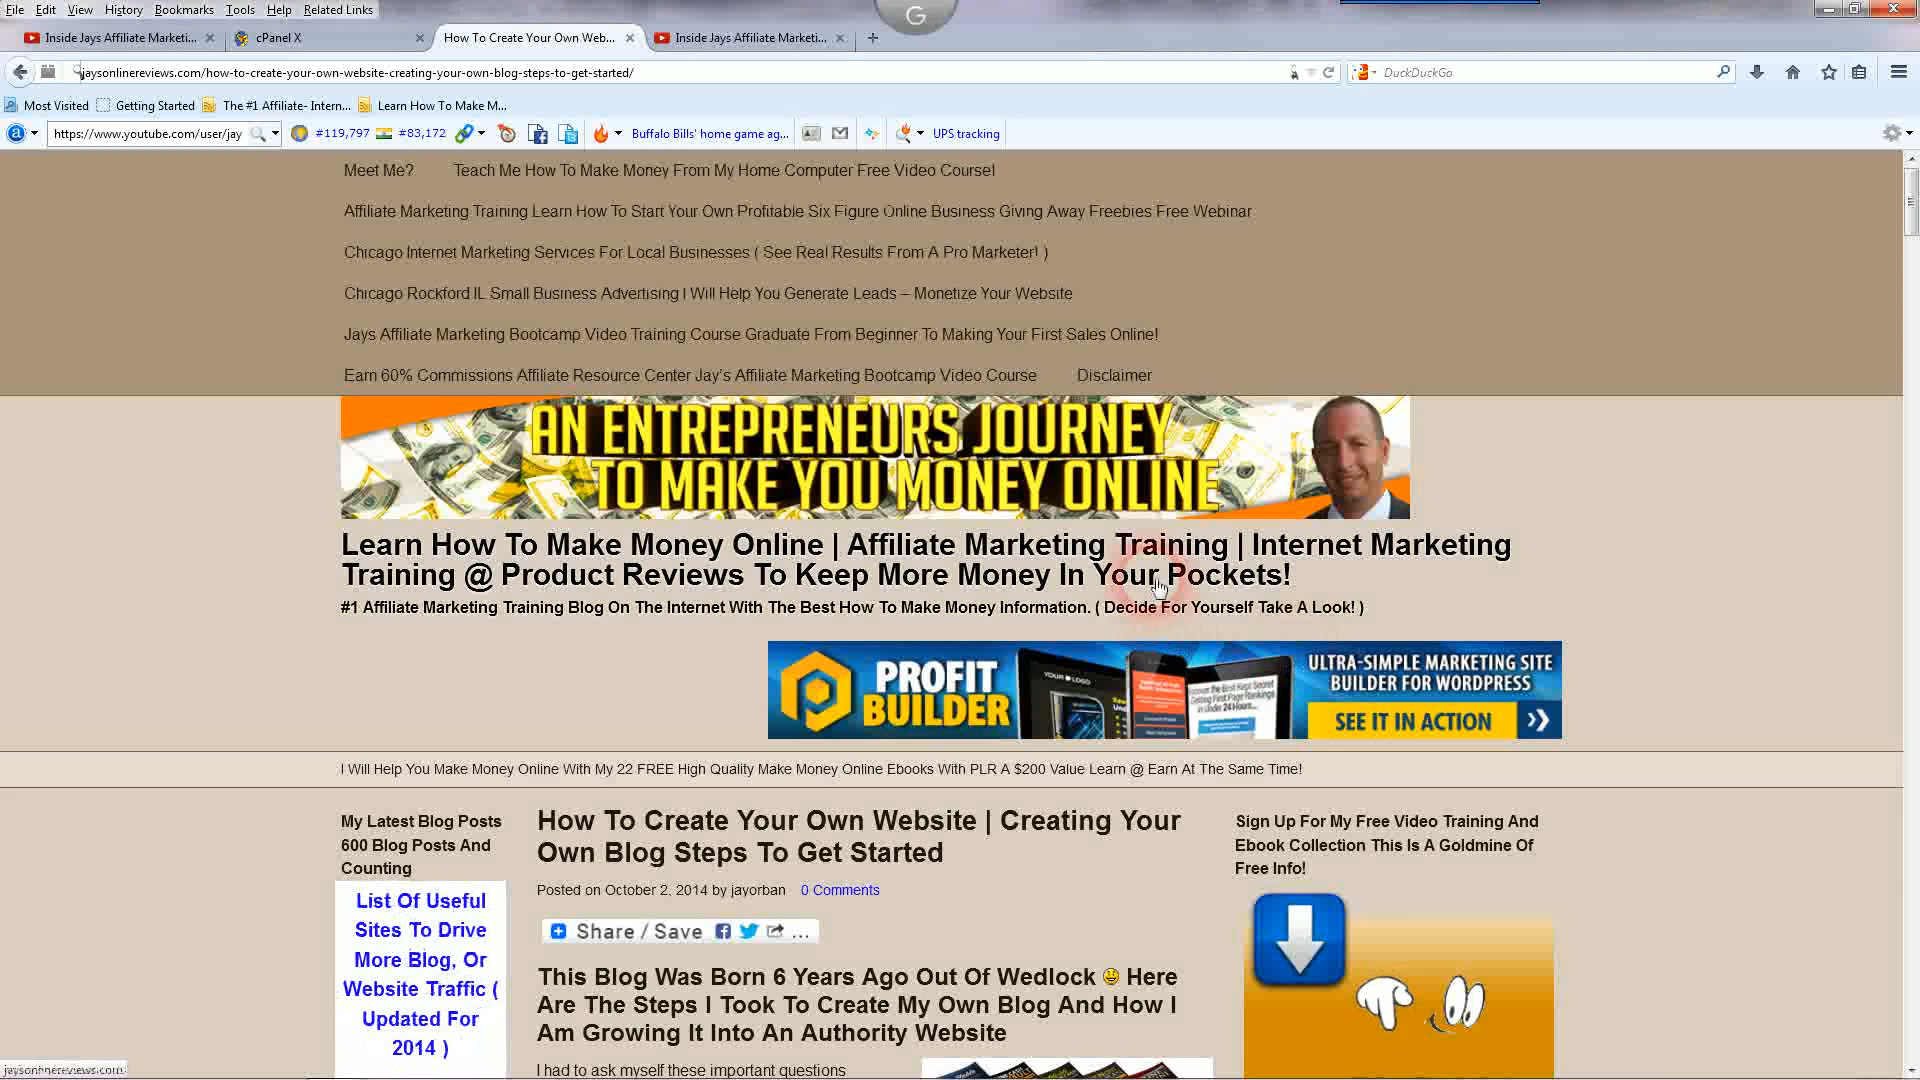 File Edit View History Bookmarks Tools Help Related Links
G
Inside Jays Affiliate Marketi... cPanel X How To Create Your Own Web... Inside Jays Affiliate Marketi...
jaysonlinereviews.com/how-to-create-your-own-website-creating-your-own-blog-steps-to-get-started/ DuckDuckGo
Most Visited Getting Started The #1 Affiliate- Intern... Learn How To Make M...
a https://www.youtube.com/user/jay #119,797 #83,172 Buffalo Bills' home game ag... UPS tracking
Meet Me? Teach Me How To Make Money From My Home Computer Free Video Course!
Affiliate Marketing Training Learn How To Start Your Own Profitable Six Figure Online Business Giving Away Freebies Free Webinar
Chicago Internet Marketing Services For Local Businesses ( See Real Results From A Pro Marketer! )
Chicago Rockford IL Small Business Advertising I Will Help You Generate Leads – Monetize Your Website
Jays Affiliate Marketing Bootcamp Video Training Course Graduate From Beginner To Making Your First Sales Online!
Earn 60% Commissions Affiliate Resource Center Jay's Affiliate Marketing Bootcamp Video Course Disclaimer
AN ENTREPRENEURS JOURNEY
TO MAKE YOU MONEY ONLINE
Learn How To Make Money Online | Affiliate Marketing Training | Internet Marketing
Training @ Product Reviews To Keep More Money In Your Pockets!
#1 Affiliate Marketing Training Blog On The Internet With The Best How To Make Money Information. ( Decide For Yourself Take A Look! )
PROFIT
BUILDER
YOUR LOGO
ULTRA-SIMPLE MARKETING SITE
BUILDER FOR WORDPRESS
SEE IT IN ACTION
I Will Help You Make Money Online With My 22 FREE High Quality Make Money Online Ebooks With PLR A $200 Value Learn @ Earn At The Same Time!
My Latest Blog Posts
600 Blog Posts And
Counting
List Of Useful
Sites To Drive
More Blog, Or
Website Traffic (
Updated For
2014 )
How To Create Your Own Website | Creating Your
Own Blog Steps To Get Started
Posted on October 2, 2014 by jayorban 0 Comments
Share / Save ...
This Blog Was Born 6 Years Ago Out Of Wedlock Here
Are The Steps I Took To Create My Own Blog And How I
Am Growing It Into An Authority Website
I had to ask myself these important questions
Sign Up For My Free Video Training And
Ebook Collection This Is A Goldmine Of
Free Info!
jaysonlinereviews.com